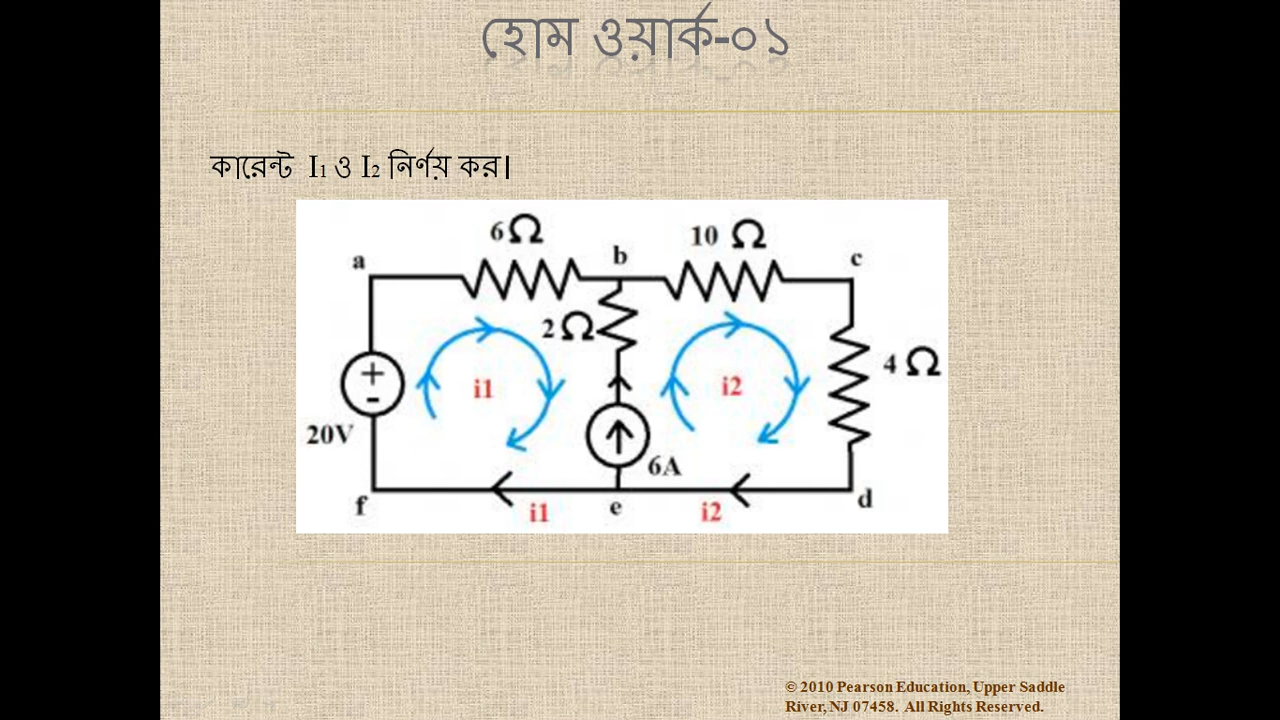 হোম ওয়ার্ক-০১
কারেন্ট I₁ ও I₂ নির্ণয় কর।
6Ω
10 Ω
a
b
c
2Ω
4 Ω
i1
i2
+
-
20V
6A
f
i1
e
i2
d
© 2010 Pearson Education, Upper Saddle
River, NJ 07458. All Rights Reserved.